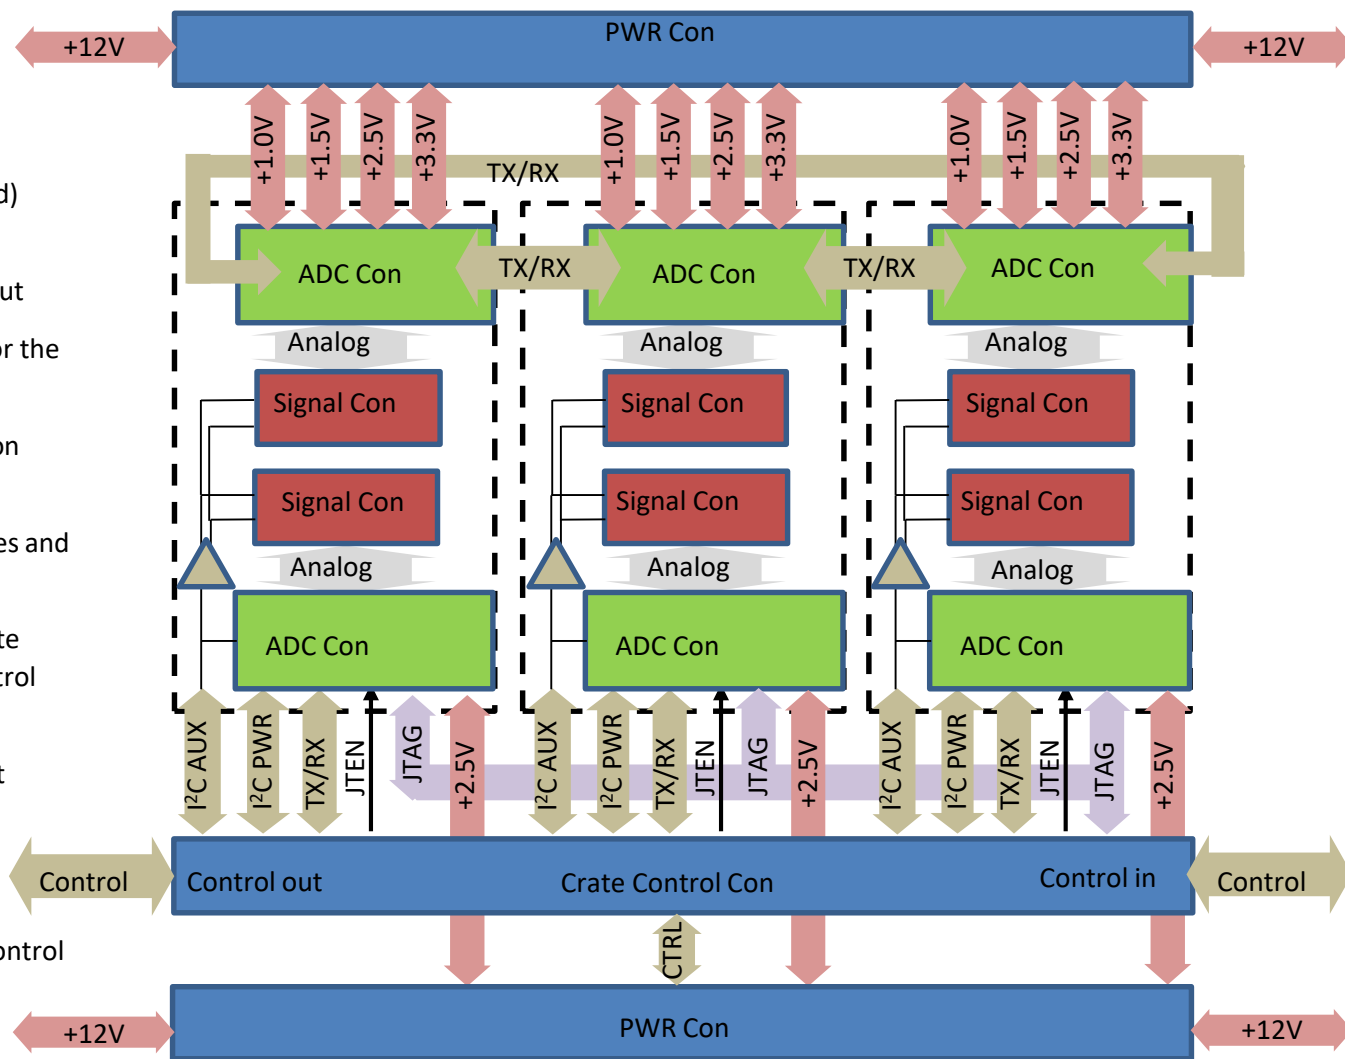 PWR Con
+12V
+12V
+1.0V
+1.5V
+2.5V
+3.3V
+1.0V
+1.5V
+2.5V
+3.3V
+1.0V
+1.5V
+2.5V
+3.3V
TX/RX
d)
ADC Con
TX/RX
ADC Con
TX/RX
ADC Con
ut
or the
Analog
Analog
Analog
Signal Con
Signal Con
Signal Con
on
Signal Con
Signal Con
Signal Con
es and
Analog
Analog
Analog
te
ADC Con
ADC Con
ADC Con
trol
I²C AUX
I²C PWR
TX/RX
JTEN
JTAG
+2.5V
I²C AUX
I²C PWR
TX/RX
JTEN
JTAG
+2.5V
I²C AUX
I²C PWR
TX/RX
JTEN
JTAG
+2.5V
t
Control
Control out
Crate Control Con
Control in
Control
ontrol
CTRL
+12V
PWR Con
+12V